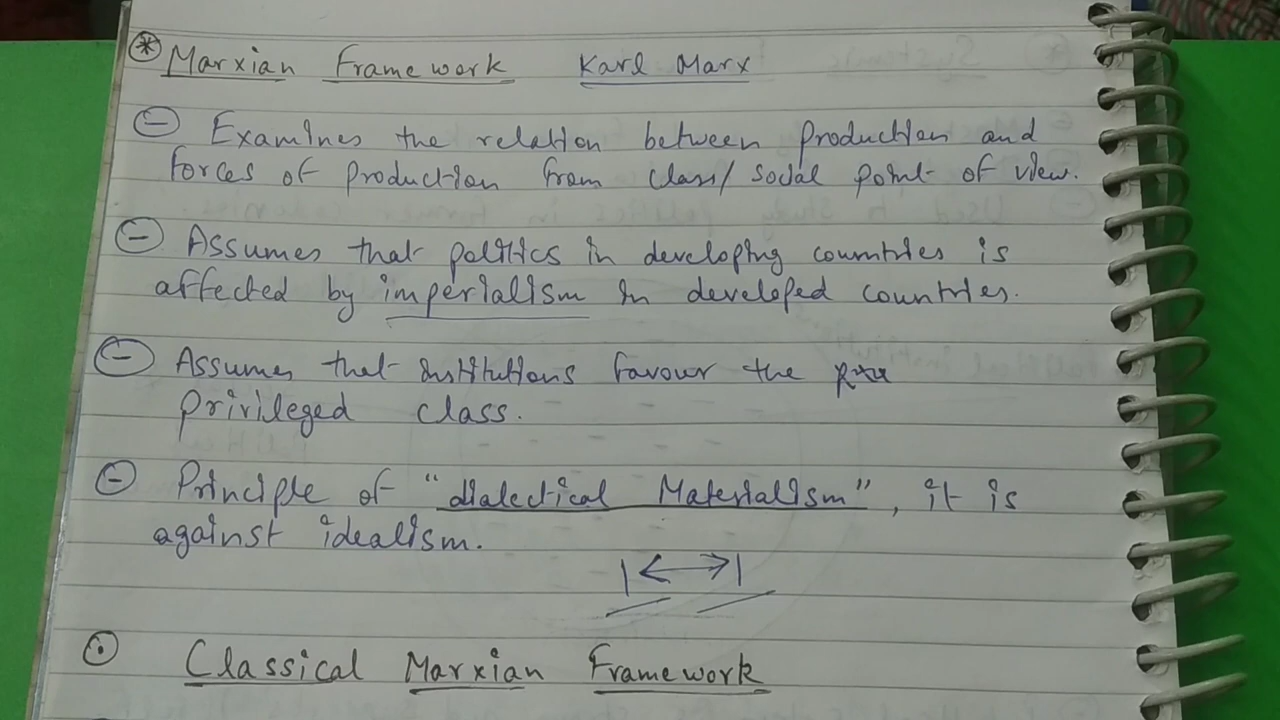 * Marxian Framework Karl Marx
- Examines the relation between production and
forces of production from class/ social point of view.
- Assumes that politics in developing countries is
affected by imperialism in developed countries.
- Assumes that institutions favour the
privileged class.
- Principle of "dialectical Materialism", it is
against idealism.
Classical Marxian Framework